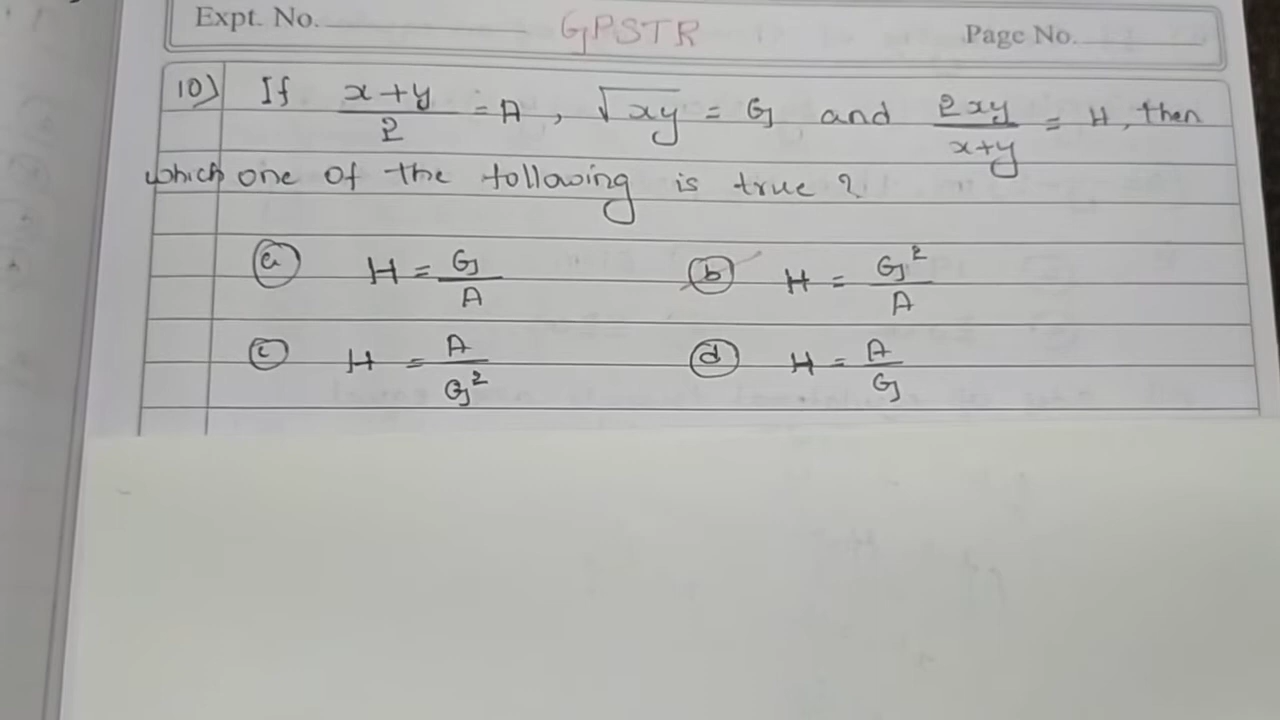 Expt. No. GPSTR Page No.
10) If x+y/2 = A, √xy = G and 2xy/x+y = H, then
which one of the following is true?
(a) H = G/A (b) H = G²/A
(c) H = A/G² (d) H = A/G